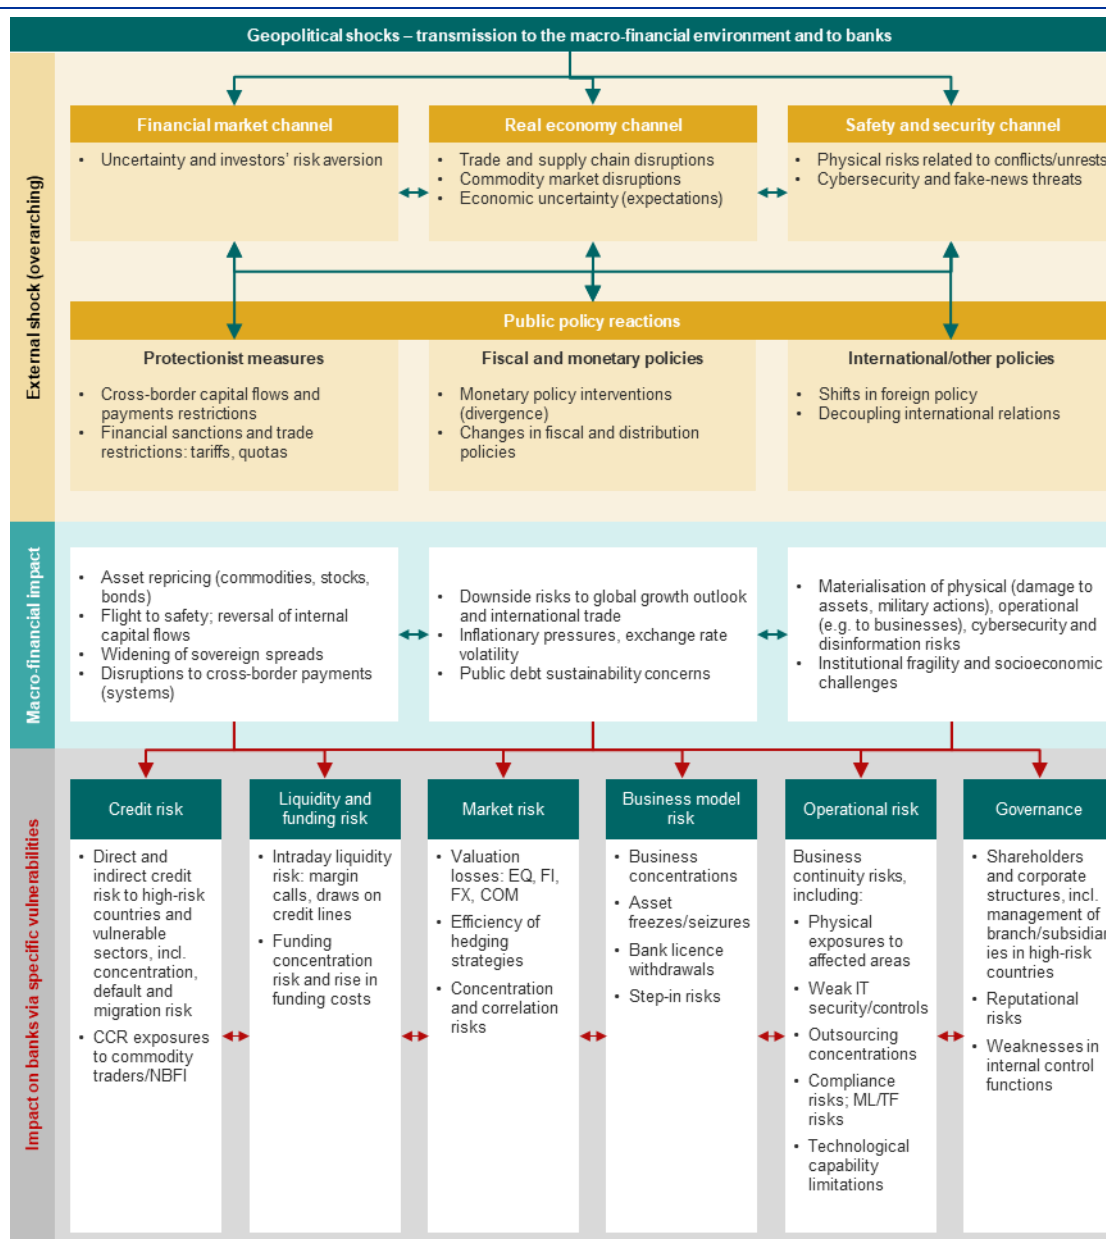 Geopolitical shocks – transmission to the macro-financial environment and to banks
External shock (overarching)
Financial market channel
• Uncertainty and investors' risk aversion
Real economy channel
• Trade and supply chain disruptions
• Commodity market disruptions
• Economic uncertainty (expectations)
Safety and security channel
• Physical risks related to conflicts/unrests
• Cybersecurity and fake-news threats
Public policy reactions
Protectionist measures
• Cross-border capital flows and
payments restrictions
• Financial sanctions and trade
restrictions: tariffs, quotas
Fiscal and monetary policies
• Monetary policy interventions
(divergence)
• Changes in fiscal and distribution
policies
International/other policies
• Shifts in foreign policy
• Decoupling international relations
Macro-financial impact
• Asset repricing (commodities, stocks,
bonds)
• Flight to safety; reversal of internal
capital flows
• Widening of sovereign spreads
• Disruptions to cross-border payments
(systems)
• Downside risks to global growth outlook
and international trade
• Inflationary pressures, exchange rate
volatility
• Public debt sustainability concerns
• Materialisation of physical (damage to
assets, military actions), operational
(e.g. to businesses), cybersecurity and
disinformation risks
• Institutional fragility and socioeconomic
challenges
Impact on banks via specific vulnerabilities
Credit risk
• Direct and
indirect credit
risk to high-risk
countries and
vulnerable
sectors, incl.
concentration,
default and
migration risk
• CCR exposures
to commodity
traders/NBFI
Liquidity and
funding risk
• Intraday liquidity
risk: margin
calls, draws on
credit lines
• Funding
concentration
risk and rise in
funding costs
Market risk
• Valuation
losses: EQ, FI,
FX, COM
• Efficiency of
hedging
strategies
• Concentration
and correlation
risks
Business model
risk
• Business
concentrations
• Asset
freezes/seizures
• Bank licence
withdrawals
• Step-in risks
Operational risk
Business
continuity risks,
including:
• Physical
exposures to
affected areas
• Weak IT
security/controls
• Outsourcing
concentrations
• Compliance
risks; ML/TF
risks
• Technological
capability
limitations
Governance
• Shareholders
and corporate
structures, incl.
management of
branch/subsidiar
ies in high-risk
countries
• Reputational
risks
• Weaknesses in
internal control
functions